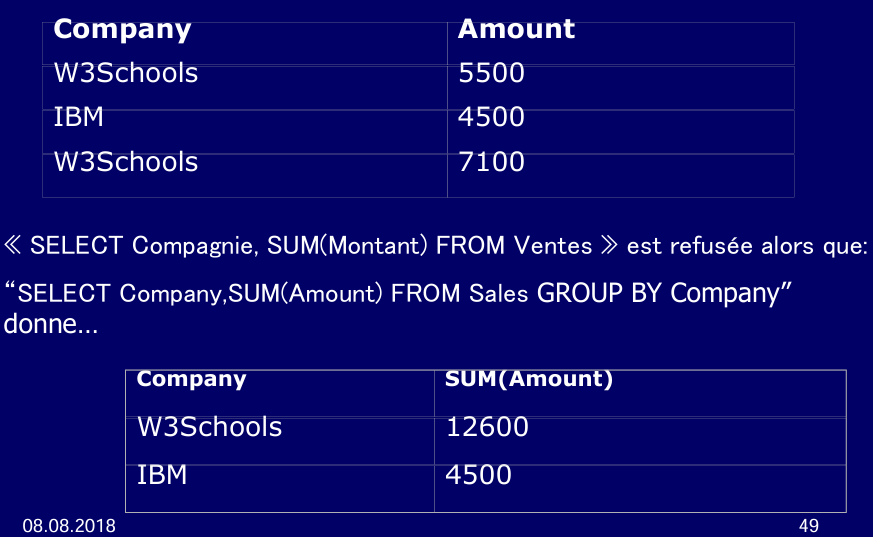 Company Amount
W3Schools 5500
IBM 4500
W3Schools 7100
≪ SELECT Compagnie, SUM(Montant) FROM Ventes ≫ est refusée alors que:
“SELECT Company,SUM(Amount) FROM Sales GROUP BY Company”
donne…
Company SUM(Amount)
W3Schools 12600
IBM 4500
08.08.2018 49